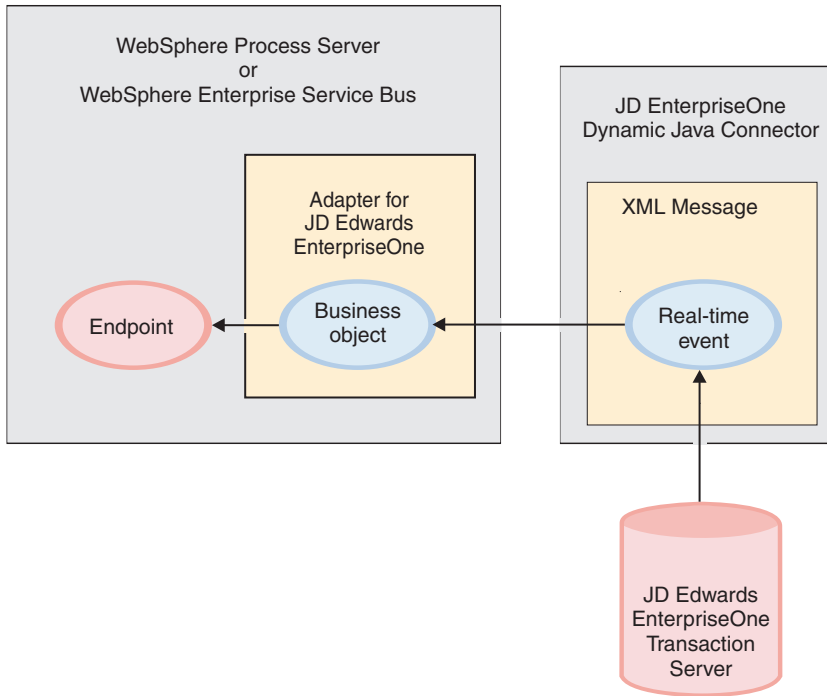 WebSphere Process Server
or
WebSphere Enterprise Service Bus
JD EnterpriseOne
Dynamic Java Connector
Adapter for
JD Edwards
EnterpriseOne
XML Message
Endpoint
Business
object
Real-time
event
JD Edwards
EnterpriseOne
Transaction
Server